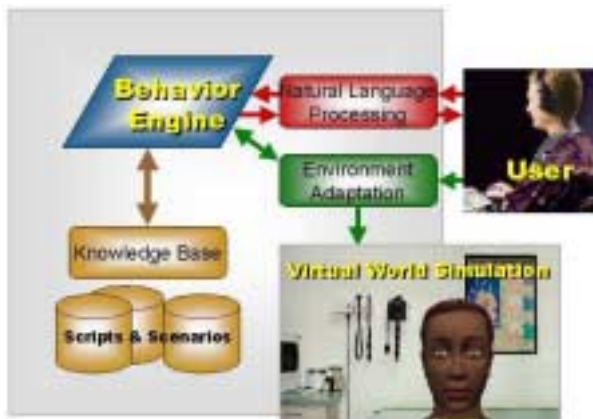 Behavior
Engine
Natural Language
Processing
User
Environment
Adaptation
Knowledge Base
Virtual World Simulation
Scripts & Scenarios